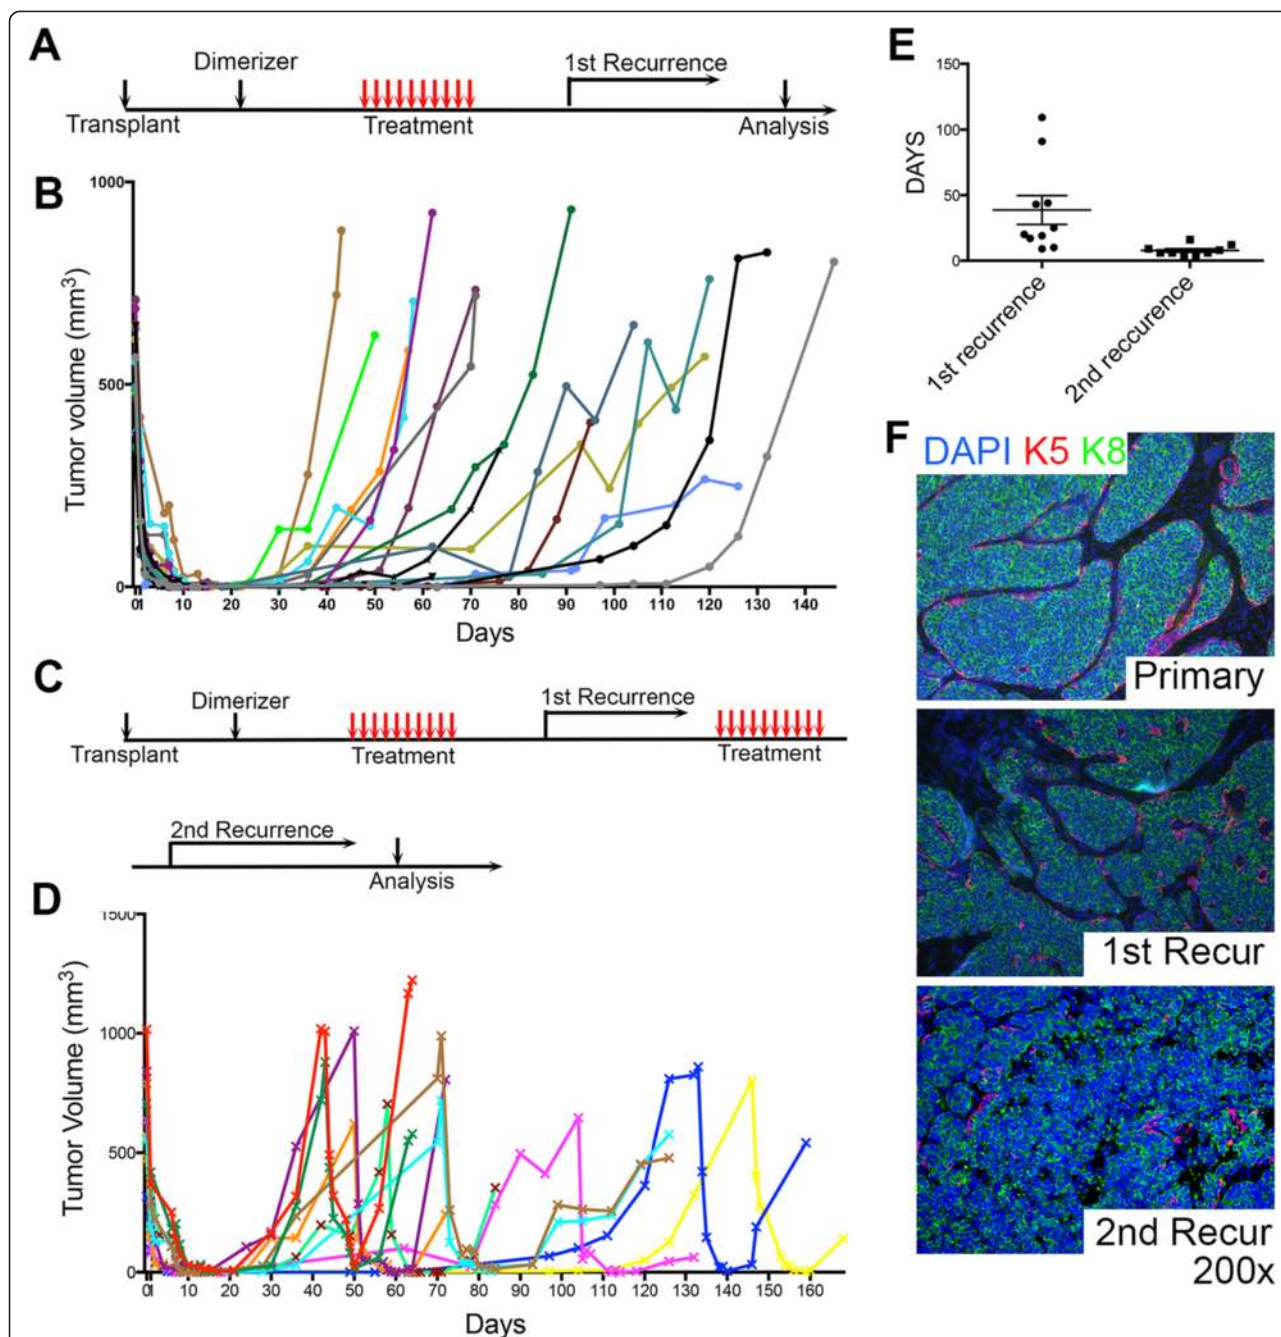 A
Dimerizer
1st Recurrence
Transplant
Treatment
Analysis
B
1000
500
0
Tumor volume (mm3)
0 10 20 30 40 50 60 70 80 90 100 110 120 130 140
Days
C
Dimerizer
1st Recurrence
Transplant
Treatment
Treatment
2nd Recurrence
Analysis
D
1500
1000
500
0
Tumor Volume (mm3)
0 10 20 30 40 50 60 70 80 90 100 110 120 130 140 150 160
Days
E
150
100
50
0
DAYS
1st recurrence
2nd reccurence
F
DAPI K5 K8
Primary
1st Recur
2nd Recur
200x